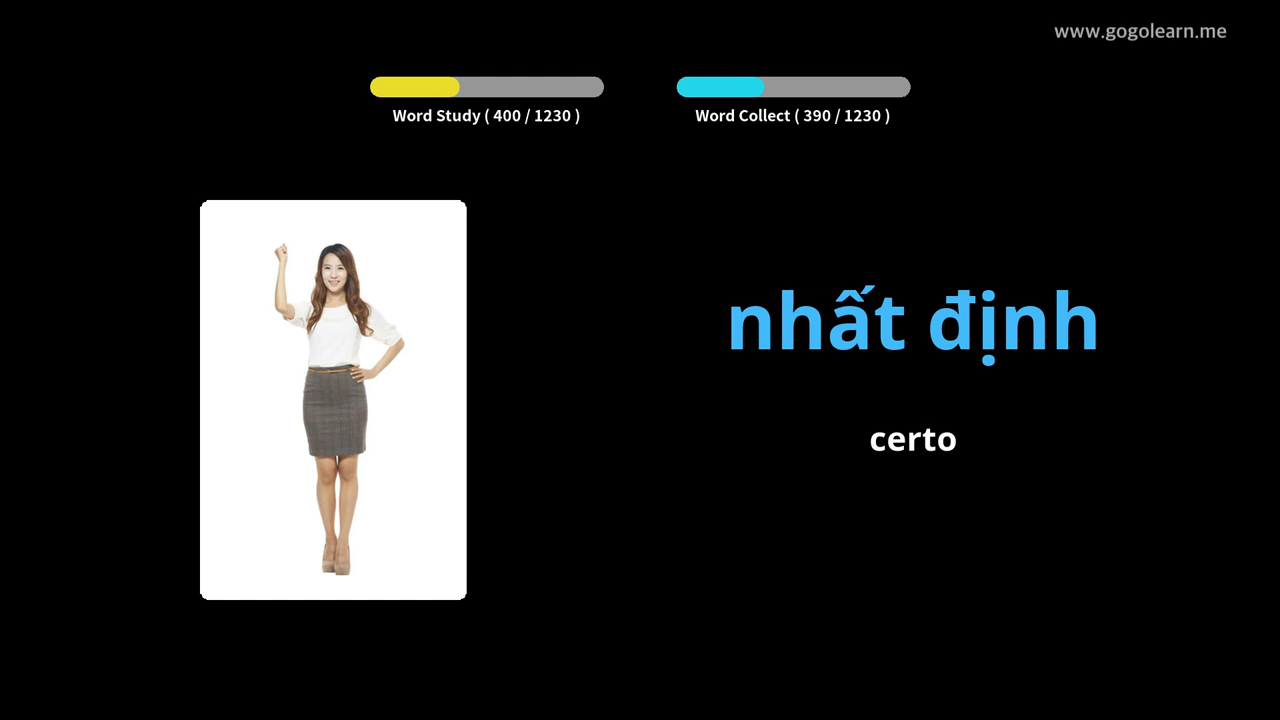 www.gogolearn.me
Word Study ( 400 / 1230 )
Word Collect ( 390 / 1230 )
nhất định
certo